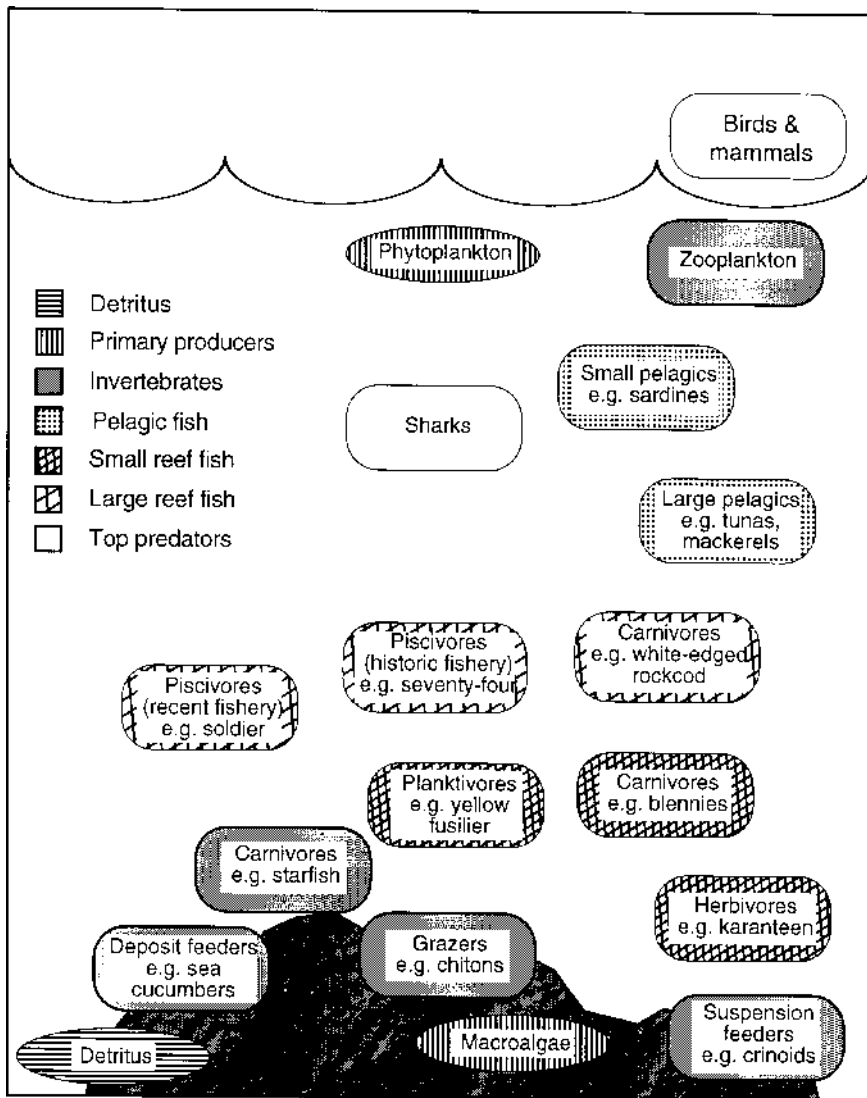 Birds &
mammals
Phytoplankton
Zooplankton
Detritus
Primary producers
Invertebrates
Pelagic fish
Small reef fish
Large reef fish
Top predators
Small pelagics
e.g. sardines
Sharks
Large pelagics
e.g. tunas,
mackerels
Piscivores
(historic fishery)
e.g. seventy-four
Carnivores
e.g. white-edged
rockcod
Piscivores
(recent fishery)
e.g. soldier
Planktivores
e.g. yellow
fusilier
Carnivores
e.g. blennies
Carnivores
e.g. starfish
Herbivores
e.g. karanteen
Deposit feeders
e.g. sea
cucumbers
Grazers
e.g. chitons
Suspension
feeders
e.g. crinoids
Detritus
Macroalgae